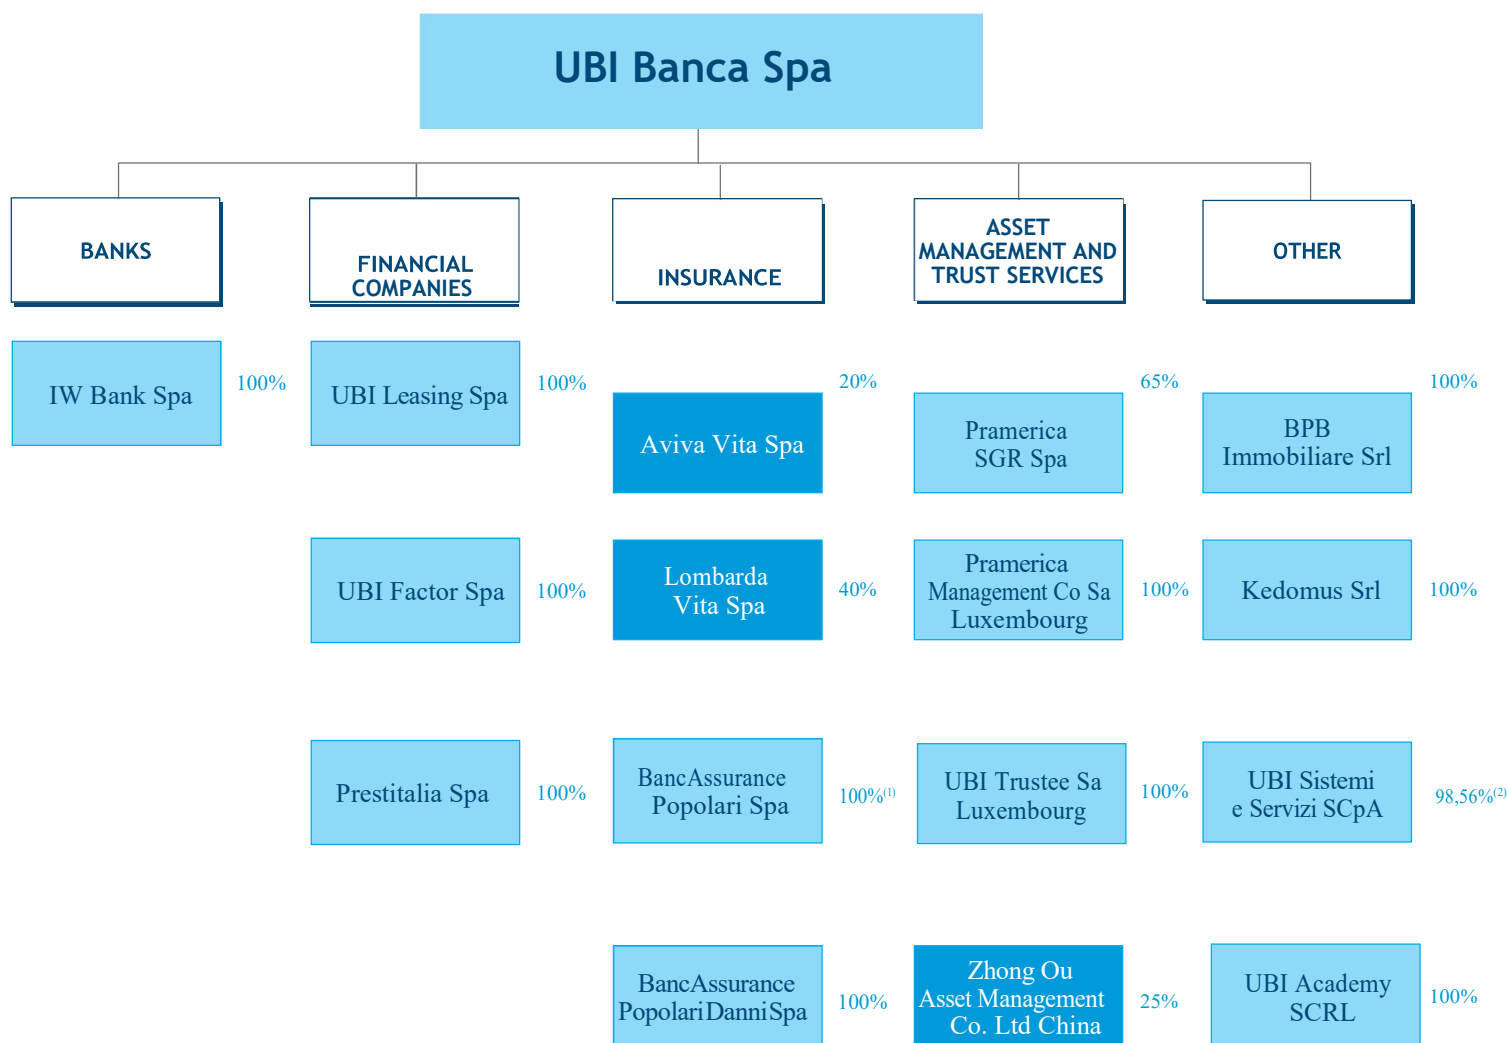 UBI Banca Spa
BANKS
FINANCIAL
COMPANIES
INSURANCE
ASSET
MANAGEMENT AND
TRUST SERVICES
OTHER
IW Bank Spa
100%
UBI Leasing Spa
100%
Aviva Vita Spa
20%
Pramerica
SGR Spa
65%
BPB
Immobiliare Srl
100%
UBI Factor Spa
100%
Lombarda
Vita Spa
40%
Pramerica
Management Co Sa
Luxembourg
100%
Kedomus Srl
100%
Prestitalia Spa
100%
BancAssurance
Popolari Spa
100%(1)
UBI Trustee Sa
Luxembourg
100%
UBI Sistemi
e Servizi SCpA
98,56%(2)
BancAssurance
PopolariDanniSpa
100%
Zhong Ou
Asset Management
Co. Ltd China
25%
UBI Academy
SCRL
100%